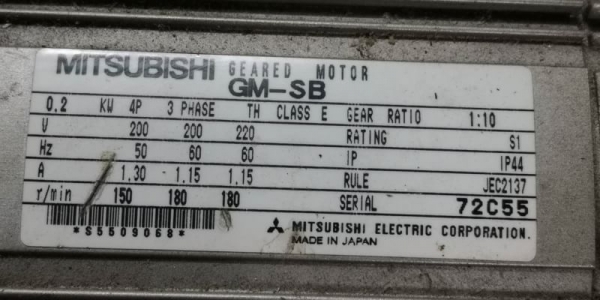 MITSUBISHI GEARED MOTOR
GM-SB
0.2 KW 4P 3 PHASE TH CLASS E GEAR RATIO 1:10
V 200 200 220 RATING S1
Hz 50 60 60 IP IP44
A 1.30 1.15 1.15 RULE JEC2137
r/min 150 180 180 SERIAL 72C55
*S5509068*
MITSUBISHI ELECTRIC CORPORATION.
MADE IN JAPAN